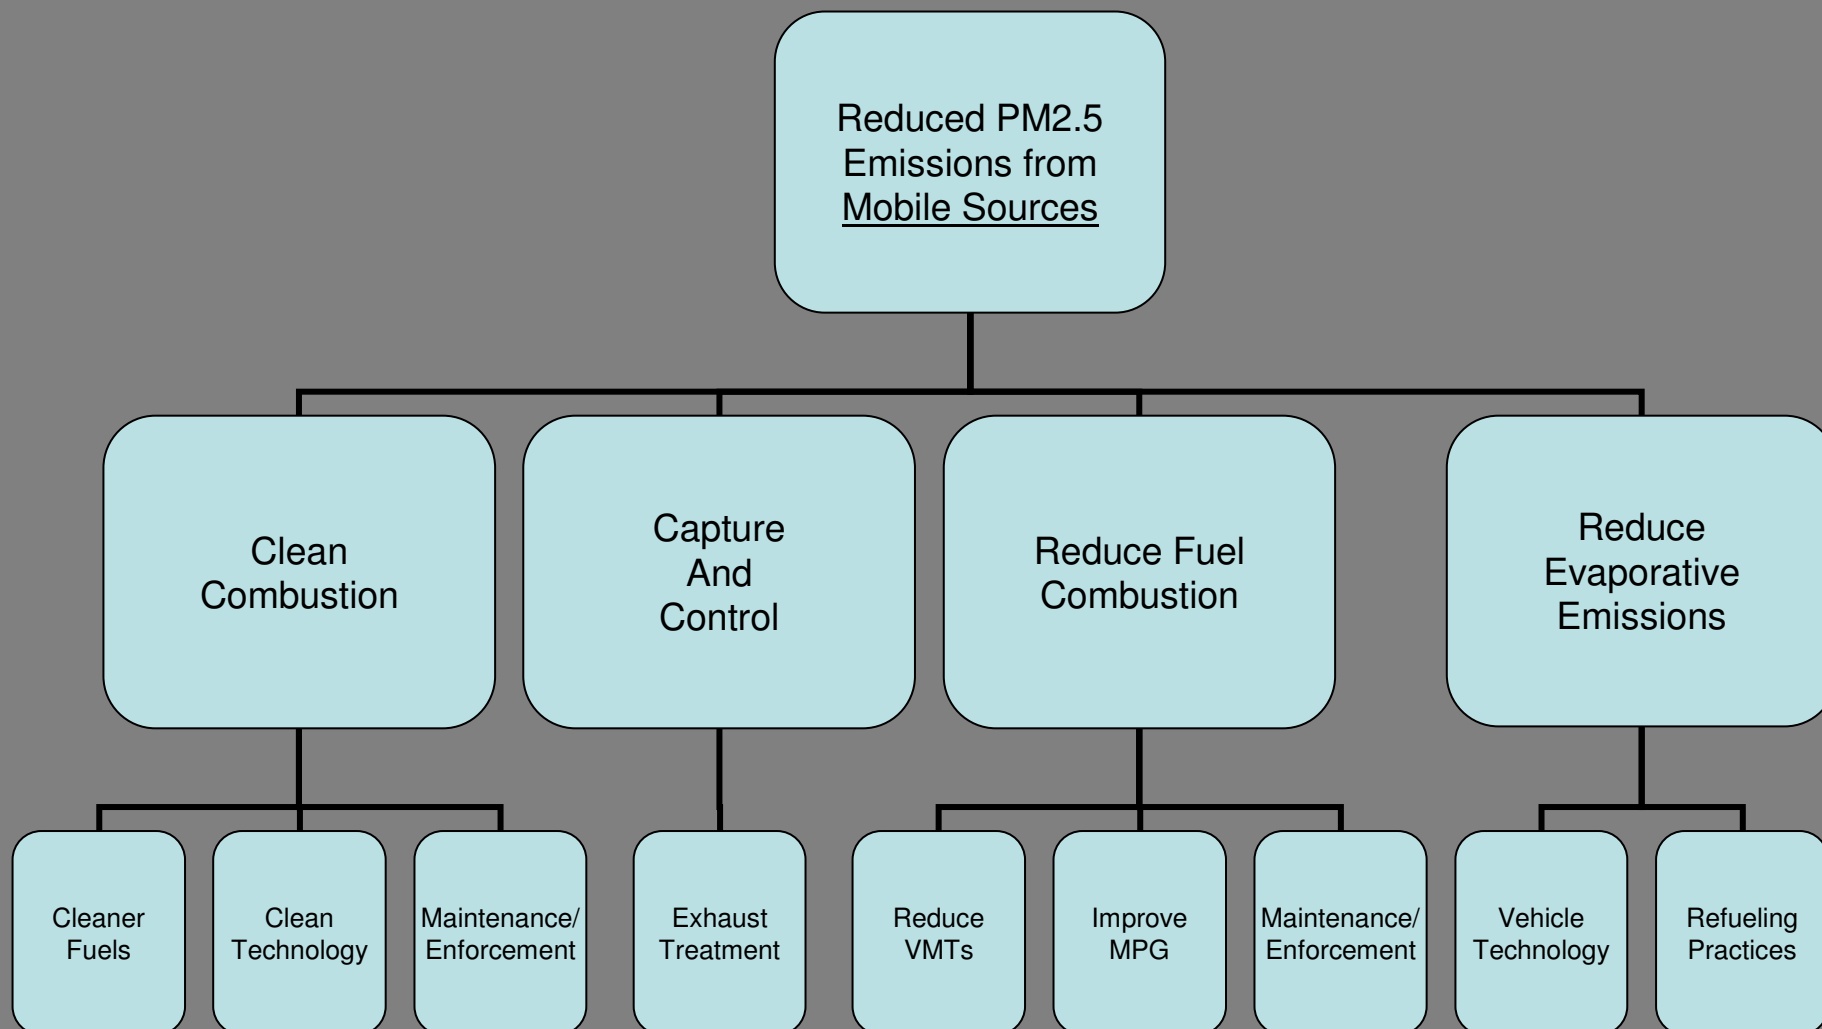 Reduced PM2.5
Emissions from
Mobile Sources
Clean
Combustion
Capture
And
Control
Reduce Fuel
Combustion
Reduce
Evaporative
Emissions
Cleaner
Fuels
Clean
Technology
Maintenance/
Enforcement
Exhaust
Treatment
Reduce
VMTs
Improve
MPG
Maintenance/
Enforcement
Vehicle
Technology
Refueling
Practices